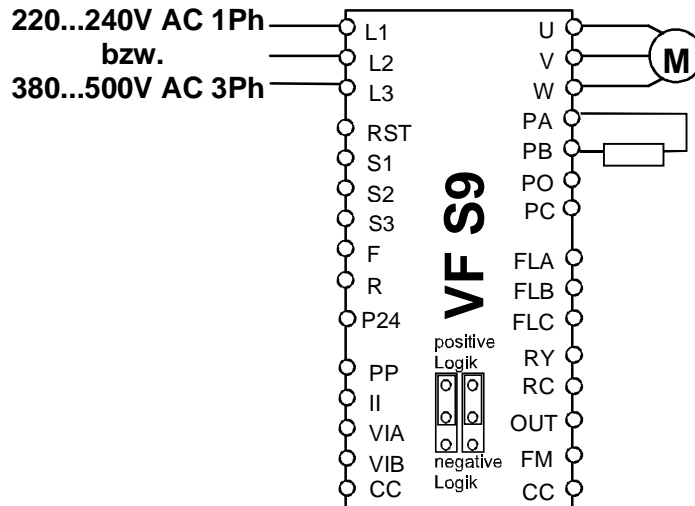 220...240V AC 1Ph
bzw.
380...500V AC 3Ph
L1
L2
L3
RST
S1
S2
S3
F
R
P24
PP
II
VIA
VIB
CC
VF S9
positive
Logik
negative
Logik
U
V
W
PA
PB
PO
PC
FLA
FLB
FLC
RY
RC
OUT
FM
CC
M